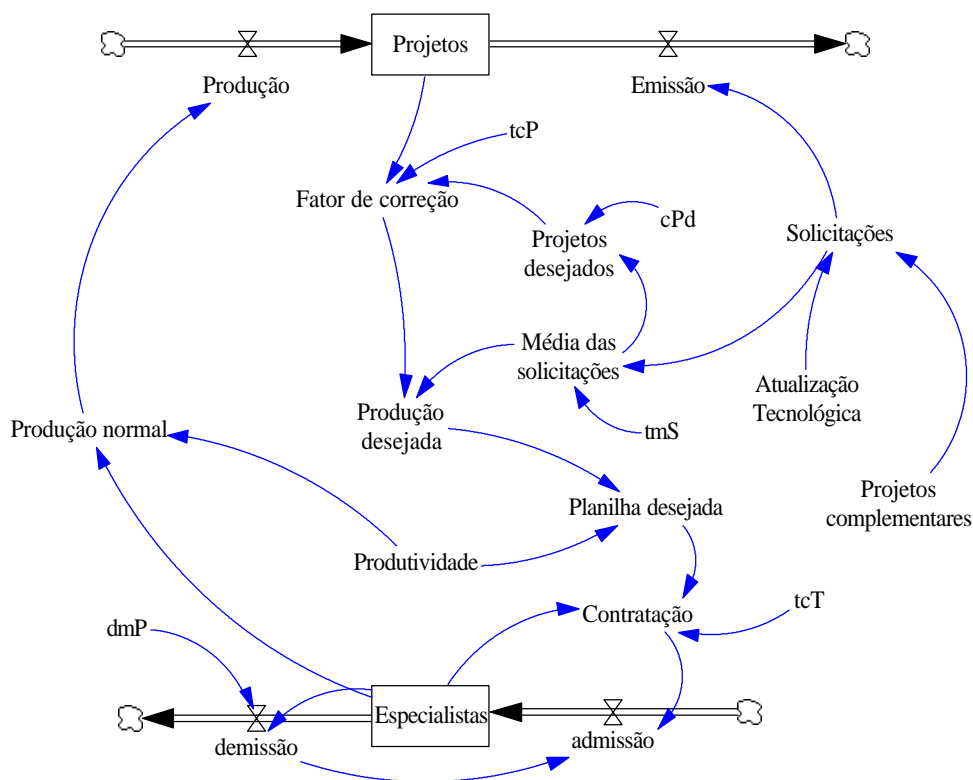 Projetos
Produção
Emissão
tcP
Fator de correção
cPd
Projetos
desejados
Solicitações
Média das
solicitações
Atualização
Tecnológica
Produção
desejada
Produção normal
tmS
Projetos
complementares
Planilha desejada
Produtividade
Contratação
tcT
dmP
Especialistas
demissão
admissão